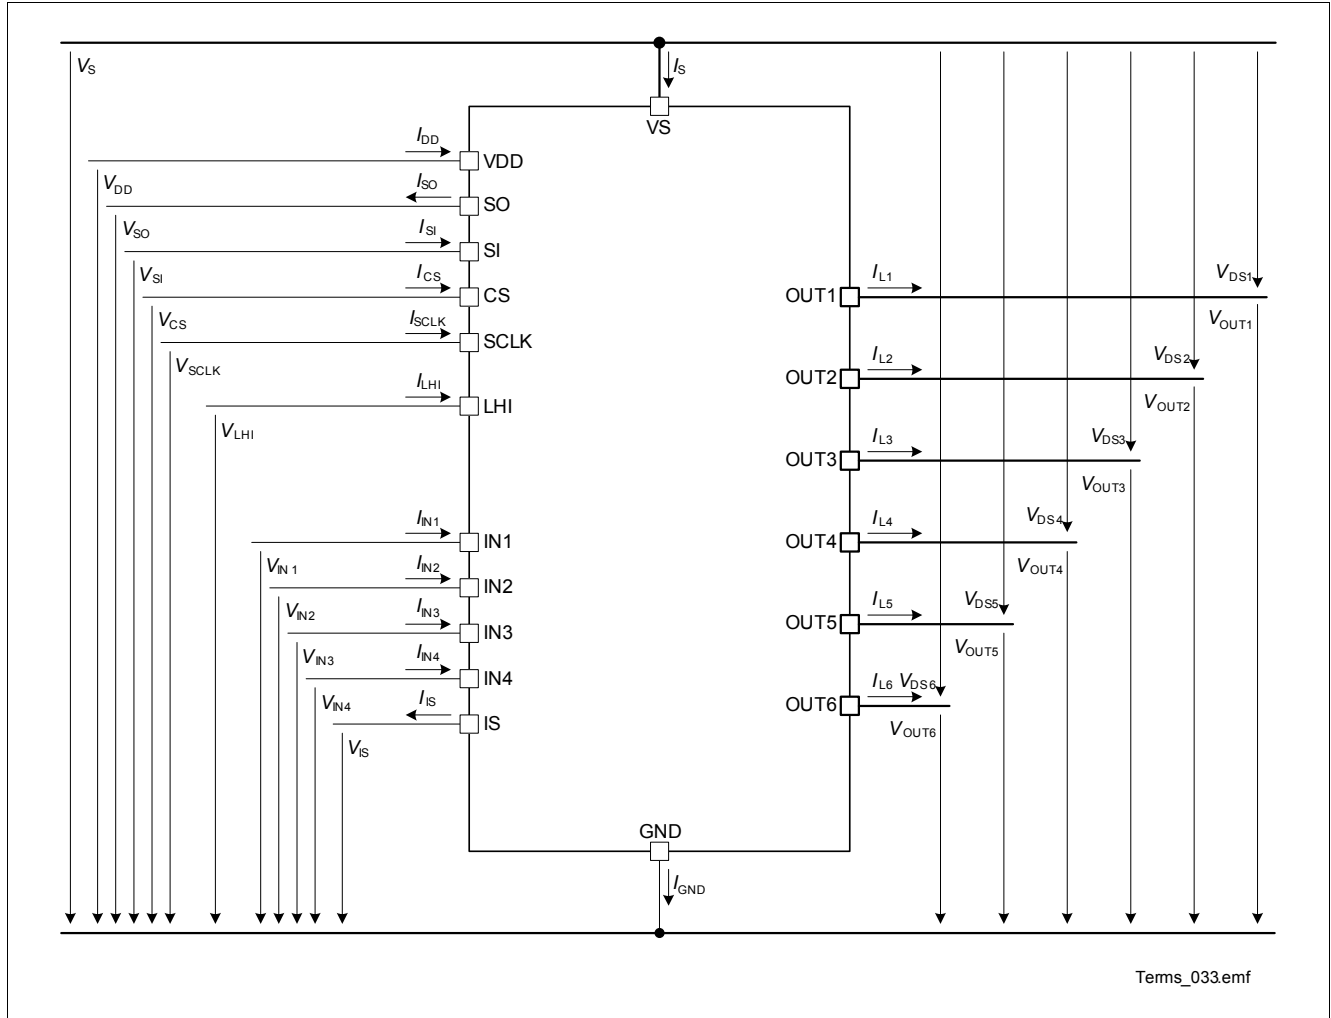 VS
IS
VS
IDD
VDD
VDD
ISO
SO
VSO
ISI
SI
VSI
ICS
CS
VCS
ISCLK
SCLK
VSCLK
ILHI
LHI
VLHI
IIN1
IN1
VIN1
IIN2
IN2
VIN2
IIN3
IN3
VIN3
IIN4
IN4
VIN4
IIS
IS
VIS
OUT1
IL1
VDS1
VOUT1
OUT2
IL2
VDS2
VOUT2
OUT3
IL3
VDS3
VOUT3
OUT4
IL4
VDS4
VOUT4
OUT5
IL5
VDS5
VOUT5
OUT6
IL6
VDS6
VOUT6
GND
IGND
Terms_033.emf